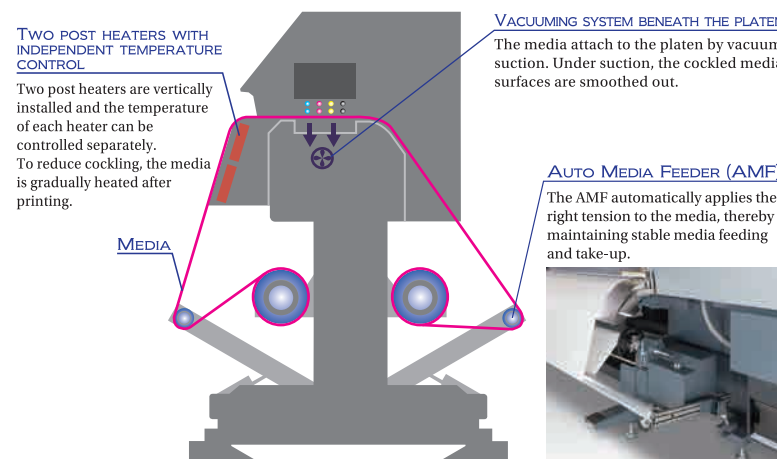 TWO POST HEATERS WITH
INDEPENDENT TEMPERATURE
CONTROL
Two post heaters are vertically
installed and the temperature
of each heater can be
controlled separately.
To reduce cockling, the media
is gradually heated after
printing.
MEDIA
VACUUMING SYSTEM BENEATH THE PLATEN
The media attach to the platen by vacuum
suction. Under suction, the cockled media
surfaces are smoothed out.
AUTO MEDIA FEEDER (AMF)
The AMF automatically applies the
right tension to the media, thereby
maintaining stable media feeding
and take-up.